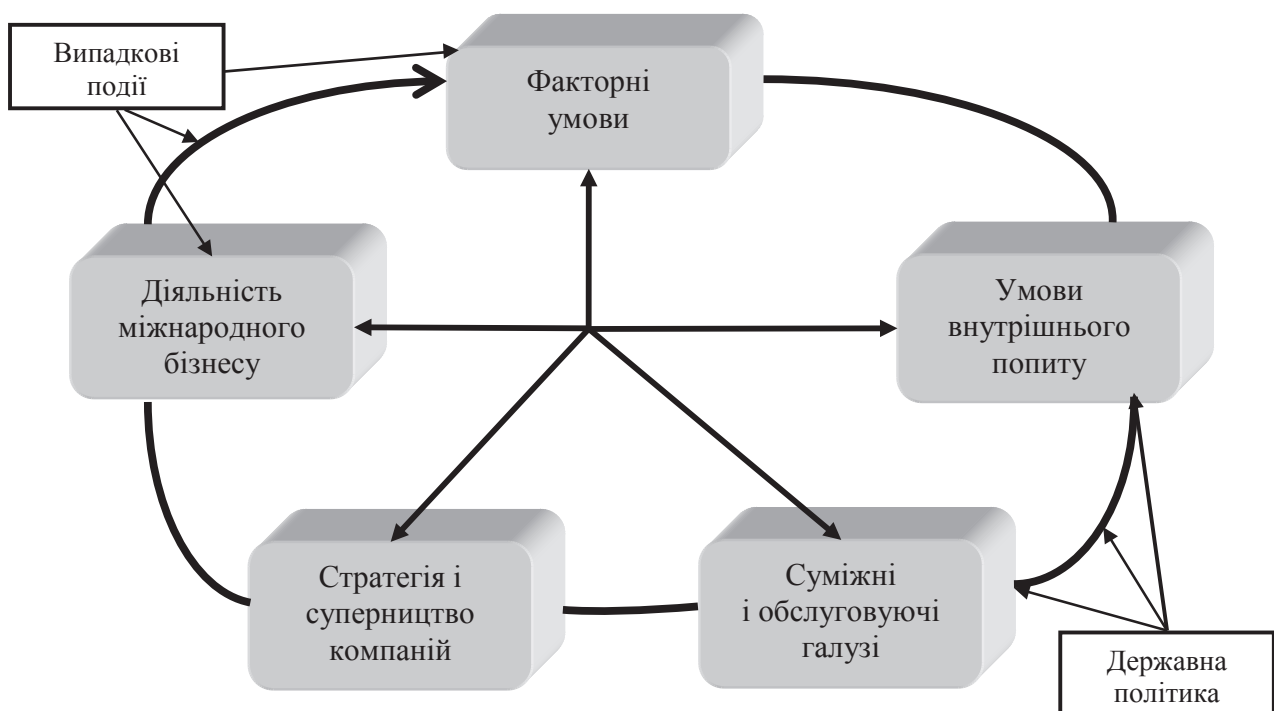 Випадкові
події
Факторні
умови
Діяльність
міжнародного
бізнесу
Умови
внутрішнього
попиту
Стратегія і
суперництво
компаній
Суміжні
і обслуговуючі
галузі
Державна
політика